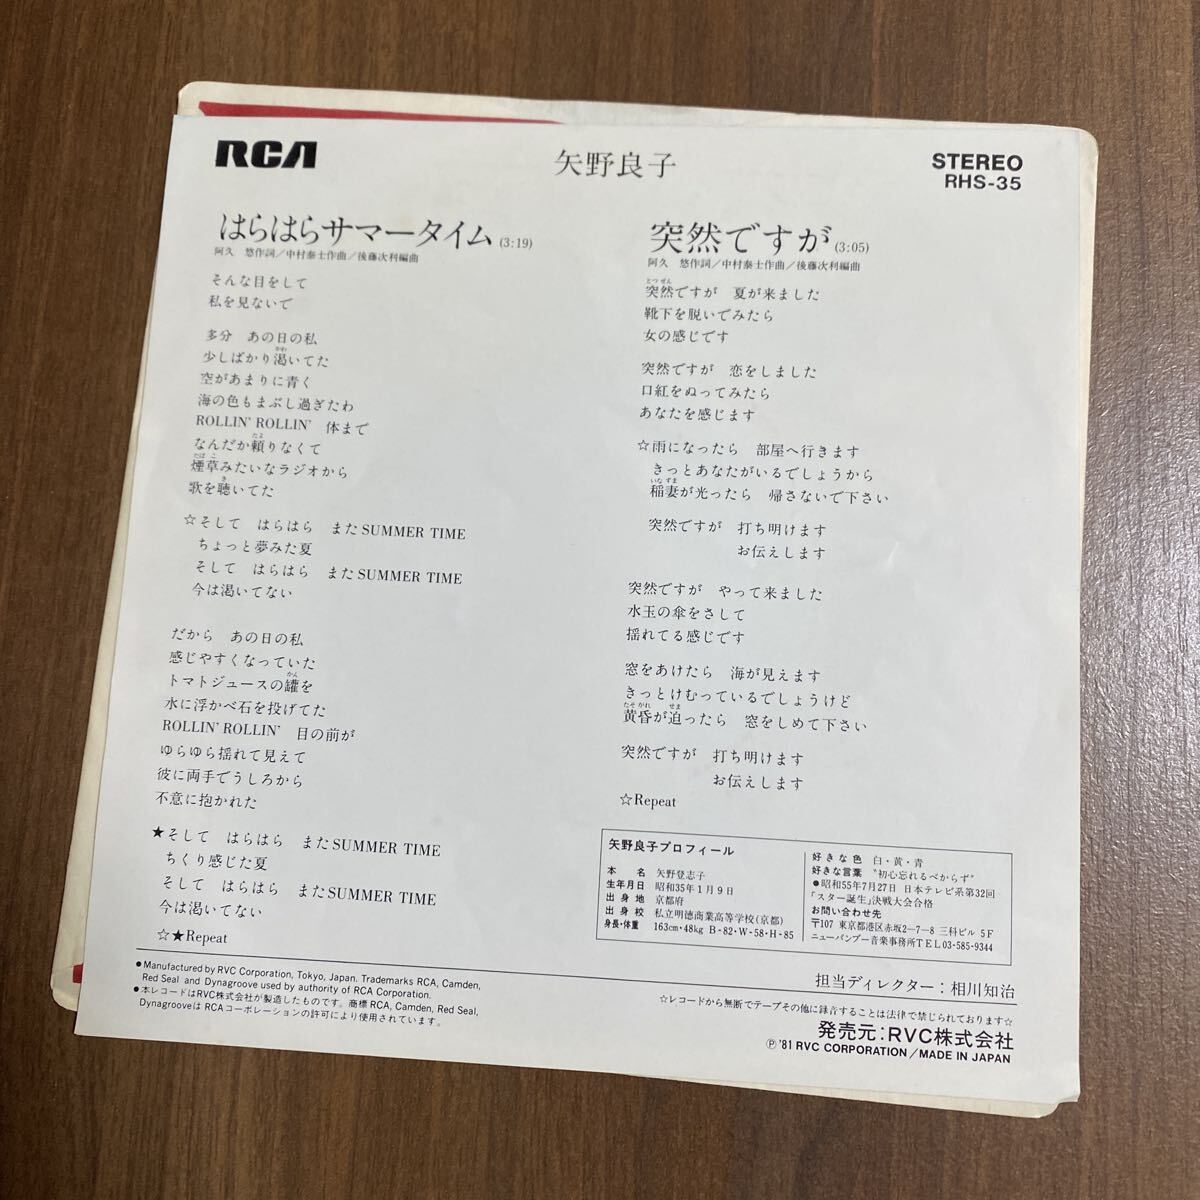 RCA
矢野良子
STEREO
RHS-35
はらはらサマータイム(3:19)
阿久 悠作詞/中村泰士作曲/後藤次利編曲
そんな目をして
私を見ないで
多分 あの日の私
少しばかり渇いてた
空があまりに青く
海の色もまぶし過ぎたわ
ROLLIN' ROLLIN' 体まで
なんだか頼りなくて
煙草みたいなラジオから
歌を聴いてた
☆そして はらはら またSUMMER TIME
ちょっと夢みた夏
そして はらはら またSUMMER TIME
今は渇いてない
だから あの日の私
感じやすくなっていた
トマトジュースの罐を
水に浮かべ石を投げてた
ROLLIN' ROLLIN' 目の前が
ゆらゆら揺れて見えて
彼に両手でうしろから
不意に抱かれた
★そして はらはら またSUMMER TIME
ちくり感じた夏
そして はらはら またSUMMER TIME
今は渇いてない
☆★Repeat
突然ですが(3:05)
阿久 悠作詞/中村泰士作曲/後藤次利編曲
突然ですが 夏が来ました
靴下を脱いでみたら
女の感じです
突然ですが 恋をしました
口紅をぬってみたら
あなたを感じます
☆雨になったら 部屋へ行きます
きっとあなたがいるでしょうから
稲妻が光ったら 帰さないで下さい
突然ですが 打ち明けます
お伝えします
突然ですが やって来ました
水玉の傘をさして
揺れてる感じです
窓をあけたら 海が見えます
きっとけむっているでしょうけど
黄昏が迫ったら 窓をしめて下さい
突然ですが 打ち明けます
お伝えします
☆Repeat
矢野良子プロフィール
本名 矢野登志子
生年月日 昭和35年1月9日
出身地 京都府
出身校 私立明徳商業高等学校(京都)
身長・体重 163cm・48kg B-82・W-58・H-85
好きな色 白・黄・青
好きな言葉 "初心忘れるべからず"
●昭和55年7月27日 日本テレビ系第32回
「スター誕生」決戦大会合格
お問い合わせ先
〒107 東京都港区赤坂2-7-8 三科ビル 5F
ニューバンブー音楽事務所TEL03-585-9344
●Manufactured by RVC Corporation, Tokyo, Japan. Trademarks RCA, Camden,
Red Seal and Dynagroove used by authority of RCA Corporation.
●本レコードはRVC株式会社が製造したものです。商標 RCA, Camden, Red Seal,
Dynagrooveは RCAコーポレーションの許可により使用されています。
担当ディレクター:相川知治
☆レコードから無断でテープその他に録音することは法律で禁じられております☆
発売元:RVC株式会社
Ⓟ '81 RVC CORPORATION/MADE IN JAPAN